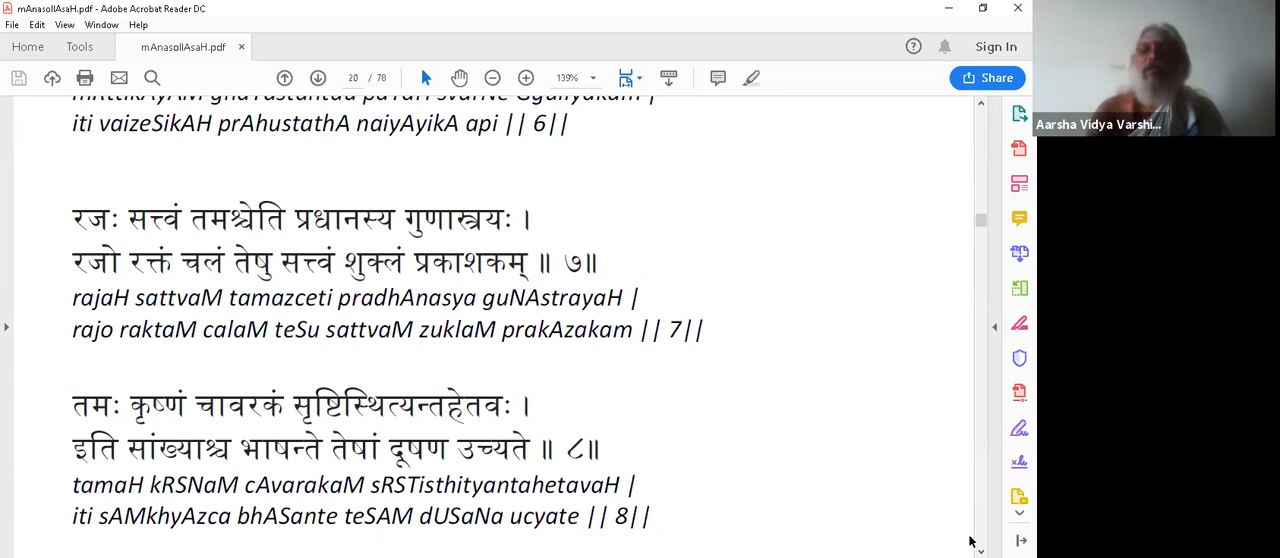 mAnasollAsaH.pdf - Adobe Acrobat Reader DC
File Edit View Window Help
Home Tools mAnasollAsaH.pdf × Sign In
20 / 78 139% Share
iti vaizeSikAH prAhustathA naiyAyikA api || 6||
रजः सत्त्वं तमश्चेति प्रधानस्य गुणास्त्रयः ।
रजो रक्तं चलं तेषु सत्त्वं शुक्लं प्रकाशकम् ॥ ७॥
rajaH sattvaM tamazceti pradhAnasya guNAstrayaH |
rajo raktaM calaM teSu sattvaM zuklaM prakAzakam || 7||
तमः कृष्णं चावरकं सृष्टिस्थित्यन्तहेतवः ।
इति सांख्याश्च भाषन्ते तेषां दूषण उच्यते ॥ ८॥
tamaH kRSNaM cAvarakaM sRSTisthityantahetavaH |
iti sAMkhyAzca bhASante teSAM dUSaNa ucyate || 8||
Aarsha Vidya Varshi...